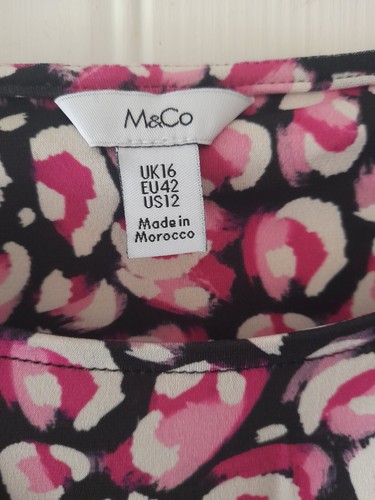 M&Co
UK16
EU42
US12
Made in
Morocco